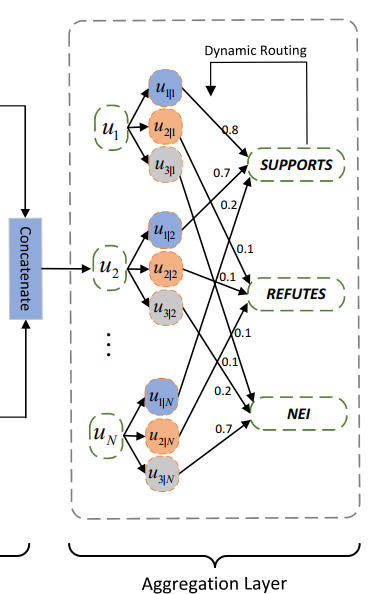 Dynamic Routing
u1|1
u1
u2|1
u3|1
0.8
SUPPORTS
0.7
0.2
Concatenate
u1|2
u2
u2|2
u3|2
0.1
0.1
REFUTES
0.1
0.1
0.2
⋮
u1|N
uN
u2|N
u3|N
0.7
NEI
Aggregation Layer